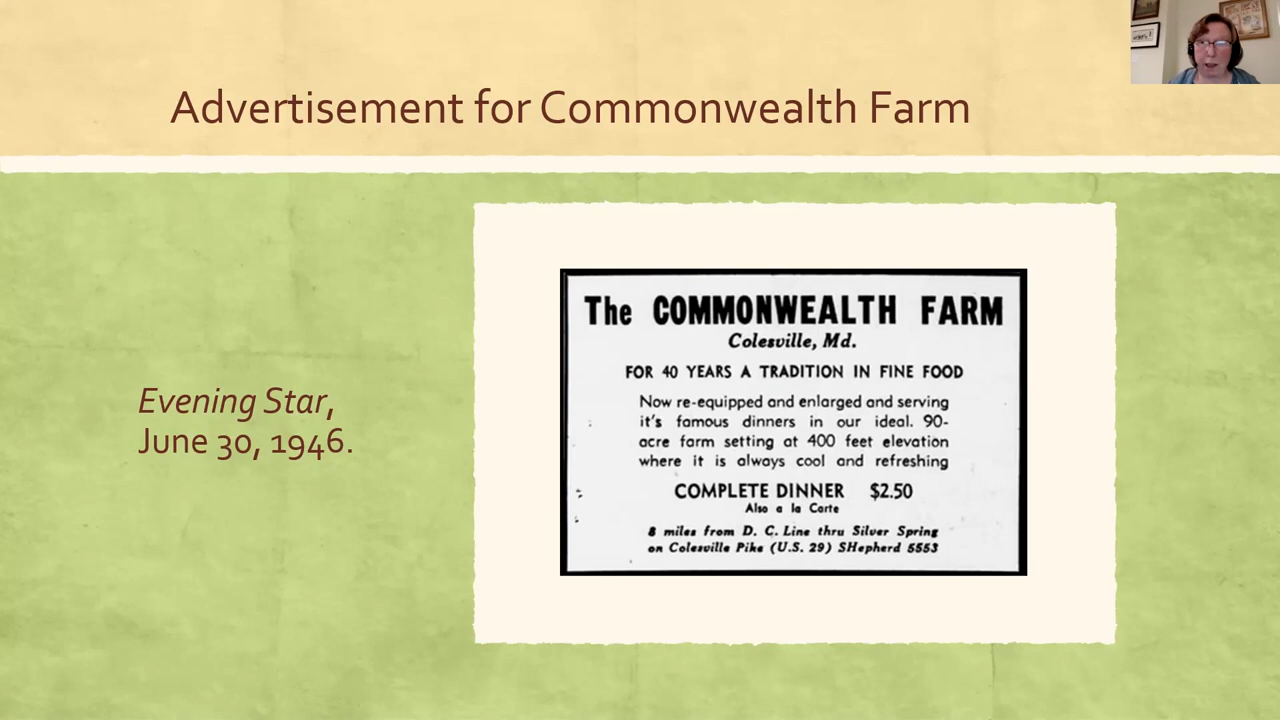 Advertisement for Commonwealth Farm
Evening Star,
June 30, 1946.
The COMMONWEALTH FARM
Colesville, Md.
FOR 40 YEARS A TRADITION IN FINE FOOD
Now re-equipped and enlarged and serving
it's famous dinners in our ideal. 90-
acre farm setting at 400 feet elevation
where it is always cool and refreshing
COMPLETE DINNER $2.50
Also a la Carte
8 miles from D. C. Line thru Silver Spring
on Colesville Pike (U.S. 29) SHepherd 5553